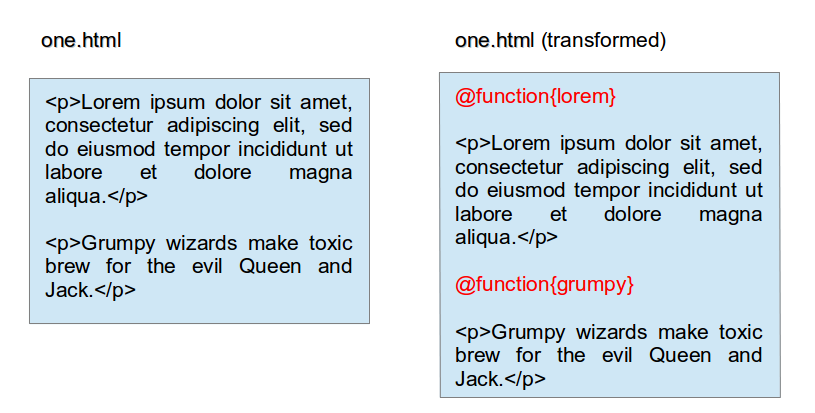 one.html
<p>Lorem ipsum dolor sit amet,
consectetur adipiscing elit, sed
do eiusmod tempor incididunt ut
labore et dolore magna
aliqua.</p>
<p>Grumpy wizards make toxic
brew for the evil Queen and
Jack.</p>
one.html (transformed)
@function{lorem}
<p>Lorem ipsum dolor sit amet,
consectetur adipiscing elit, sed
do eiusmod tempor incididunt ut
labore et dolore magna
aliqua.</p>
@function{grumpy}
<p>Grumpy wizards make toxic
brew for the evil Queen and
Jack.</p>